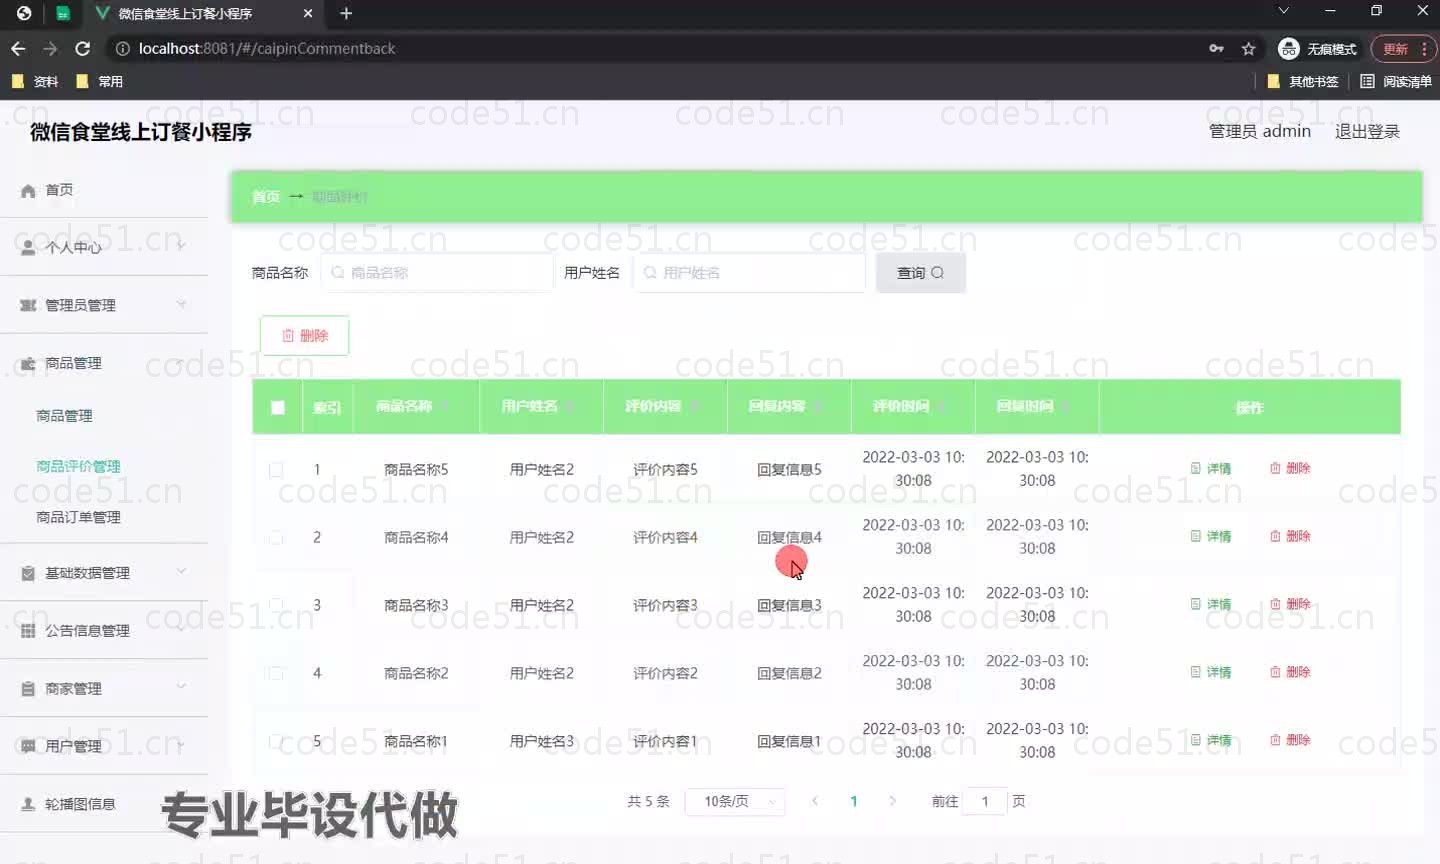 微信食堂线上订餐小程序
localhost:8081/#/caipinCommentback
无痕模式
更新
资料
常用
其他书签
阅读清单
微信食堂线上订餐小程序
管理员 admin
退出登录
首页
首页 → 商品评价
个人中心
商品名称 商品名称 用户姓名 用户姓名 查询
管理员管理
删除
商品管理
商品管理
商品评价管理
商品订单管理
基础数据管理
公告信息管理
商家管理
用户管理
轮播图信息
索引 商品名称 用户姓名 评价内容 回复内容 评价时间 回复时间 操作
1 商品名称5 用户姓名2 评价内容5 回复信息5 2022-03-03 10:30:08 2022-03-03 10:30:08 详情 删除
2 商品名称4 用户姓名2 评价内容4 回复信息4 2022-03-03 10:30:08 2022-03-03 10:30:08 详情 删除
3 商品名称3 用户姓名2 评价内容3 回复信息3 2022-03-03 10:30:08 2022-03-03 10:30:08 详情 删除
4 商品名称2 用户姓名2 评价内容2 回复信息2 2022-03-03 10:30:08 2022-03-03 10:30:08 详情 删除
5 商品名称1 用户姓名3 评价内容1 回复信息1 2022-03-03 10:30:08 2022-03-03 10:30:08 详情 删除
共 5 条 10条/页 1 前往 1 页
专业毕设代做
code51.cn